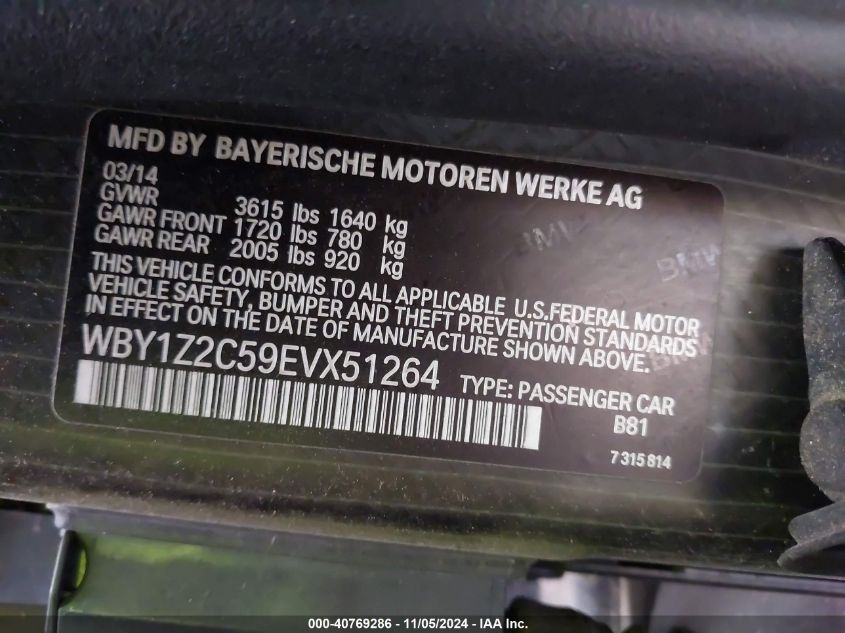 MFD BY BAYERISCHE MOTOREN WERKE AG
03/14
GVWR 3615 lbs 1640 kg
GAWR FRONT 1720 lbs 780 kg
GAWR REAR 2005 lbs 920 kg
THIS VEHICLE CONFORMS TO ALL APPLICABLE U.S.FEDERAL MOTOR
VEHICLE SAFETY, BUMPER AND THEFT PREVENTION STANDARDS
IN EFFECT ON THE DATE OF MANUFACTURE SHOWN ABOVE.
WBY1Z2C59EVX51264 TYPE: PASSENGER CAR
B81
7 315 814
BMW
BMW
BMW
000-40769286 - 11/05/2024 - IAA Inc.